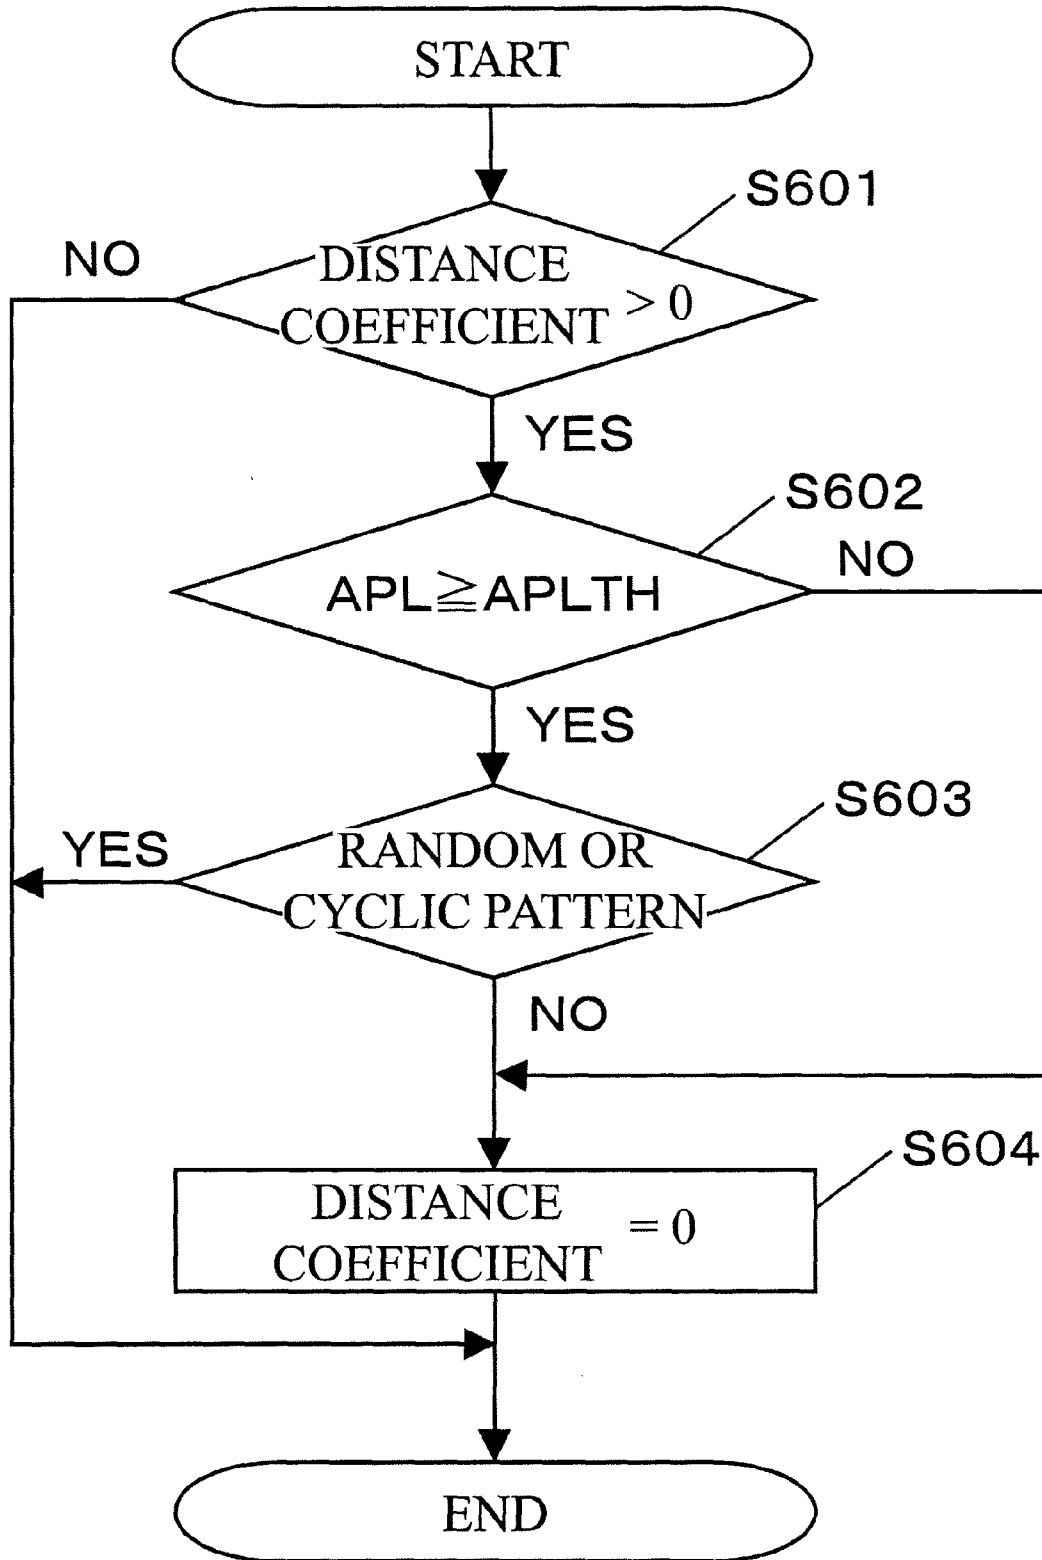 START
S601
NO
DISTANCE
COEFFICIENT > 0
YES
S602
NO
APL≧APLTH
YES
S603
YES
RANDOM OR
CYCLIC PATTERN
NO
S604
DISTANCE
COEFFICIENT = 0
END